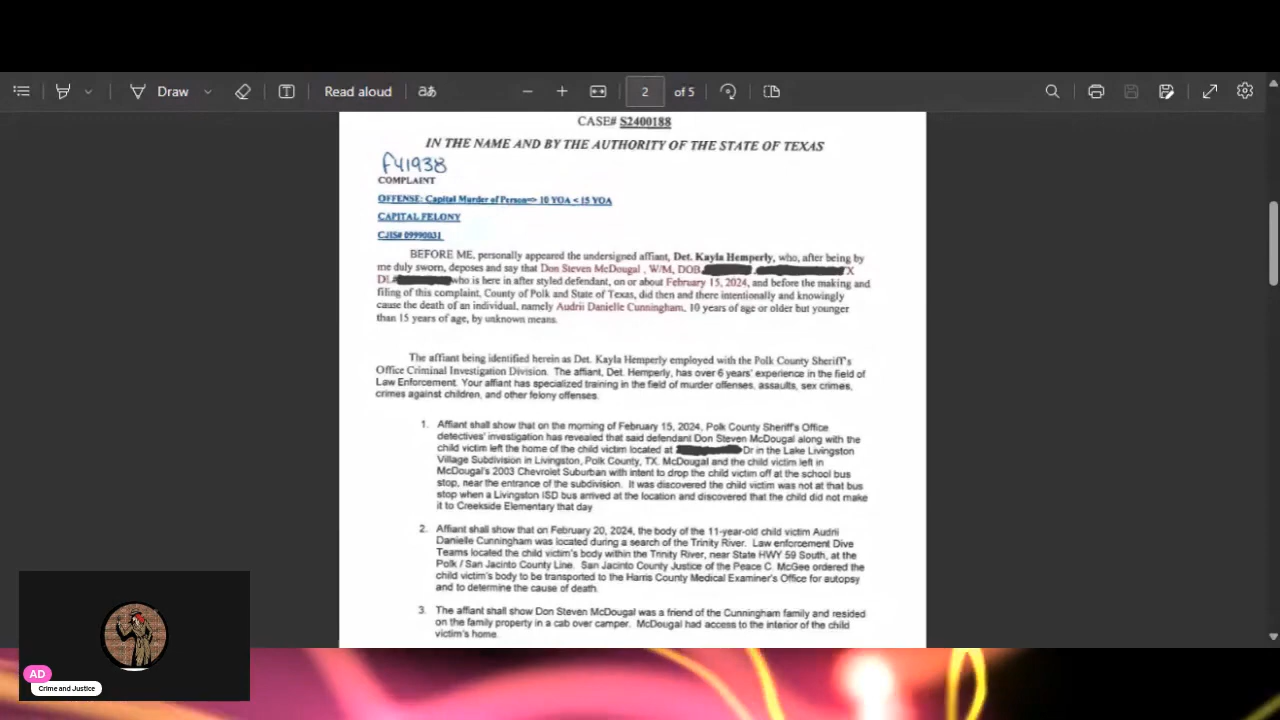 Draw
Read aloud
aあ
2
of 5
CASE# S2400188
IN THE NAME AND BY THE AUTHORITY OF THE STATE OF TEXAS
F41938
COMPLAINT
OFFENSE: Capital Murder of Person=> 10 YOA < 15 YOA
CAPITAL FELONY
CJIS# 09990031
BEFORE ME, personally appeared the undersigned affiant, Det. Kayla Hemperly, who, after being by
me duly sworn, deposes and say that Don Steven McDougal , W/M, DOB, TX
DL# who is here in after styled defendant, on or about February 15, 2024, and before the making and
filing of this complaint, County of Polk and State of Texas, did then and there intentionally and knowingly
cause the death of an individual, namely Audrii Danielle Cunningham, 10 years of age or older but younger
than 15 years of age, by unknown means.
The affiant being identified herein as Det. Kayla Hemperly employed with the Polk County Sheriff's
Office Criminal Investigation Division. The affiant, Det. Hemperly, has over 6 years' experience in the field of
Law Enforcement. Your affiant has specialized training in the field of murder offenses, assaults, sex crimes,
crimes against children, and other felony offenses.
1. Affiant shall show that on the morning of February 15, 2024, Polk County Sheriff's Office
detectives' investigation has revealed that said defendant Don Steven McDougal along with the
child victim left the home of the child victim located at Dr in the Lake Livingston
Village Subdivision in Livingston, Polk County, TX. McDougal and the child victim left in
McDougal's 2003 Chevrolet Suburban with intent to drop the child victim off at the school bus
stop, near the entrance of the subdivision. It was discovered the child victim was not at that bus
stop when a Livingston ISD bus arrived at the location and discovered that the child did not make
it to Creekside Elementary that day
2. Affiant shall show that on February 20, 2024, the body of the 11-year-old child victim Audrii
Danielle Cunningham was located during a search of the Trinity River. Law enforcement Dive
Teams located the child victim's body within the Trinity River, near State HWY 59 South, at the
Polk / San Jacinto County Line. San Jacinto County Justice of the Peace C. McGee ordered the
child victim's body to be transported to the Harris County Medical Examiner's Office for autopsy
and to determine the cause of death.
3. The affiant shall show Don Steven McDougal was a friend of the Cunningham family and resided
on the family property in a cab over camper. McDougal had access to the interior of the child
victim's home.
AD
Crime and Justice